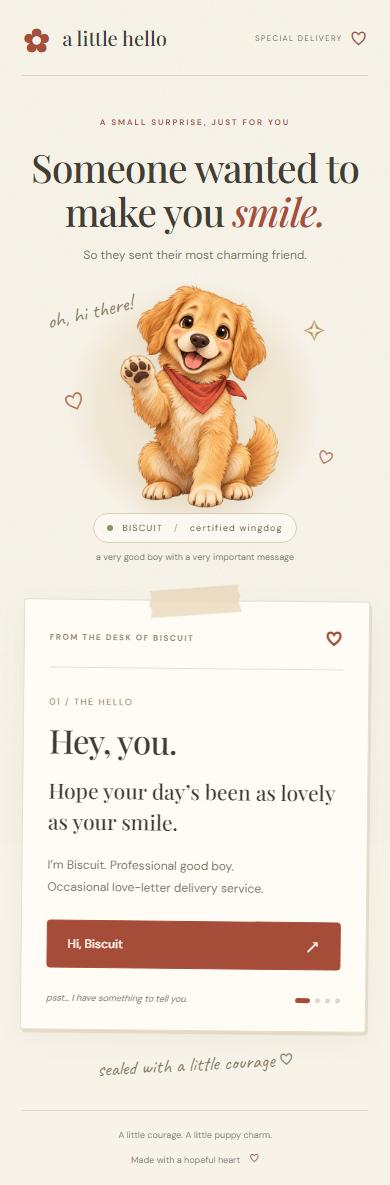 a little hello
SPECIAL DELIVERY
A SMALL SURPRISE, JUST FOR YOU
Someone wanted to
make you smile.
So they sent their most charming friend.
oh, hi there!
BISCUIT / certified wingdog
a very good boy with a very important message
FROM THE DESK OF BISCUIT
01 / THE HELLO
Hey, you.
Hope your day’s been as lovely
as your smile.
I’m Biscuit. Professional good boy.
Occasional love-letter delivery service.
Hi, Biscuit ↗
psst... I have something to tell you.
sealed with a little courage ♡
A little courage. A little puppy charm.
Made with a hopeful heart ♡